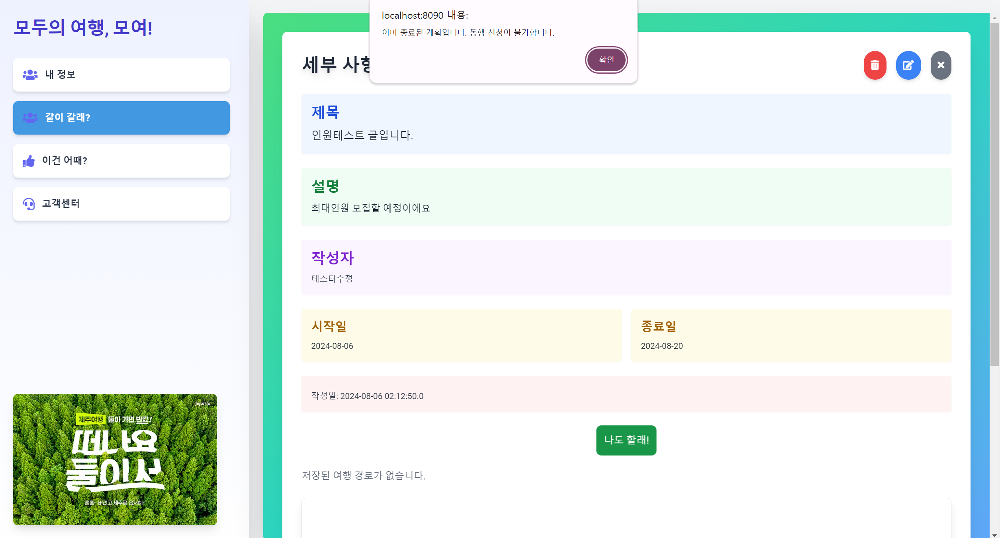 모두의 여행, 모여!
내 정보
같이 갈래?
이건 어때?
고객센터
jejutrip
제주여행 둘이 가면 반값!
떠나요
둘이서
훌훌~ 버리고 제주로 옵서예~
localhost:8090 내용:
이미 종료된 계획입니다. 동행 신청이 불가합니다.
확인
세부 사항
제목
인원테스트 글입니다.
설명
최대인원 모집할 예정이에요
작성자
테스터수정
시작일
2024-08-06
종료일
2024-08-20
작성일: 2024-08-06 02:12:50.0
나도 할래!
저장된 여행 경로가 없습니다.